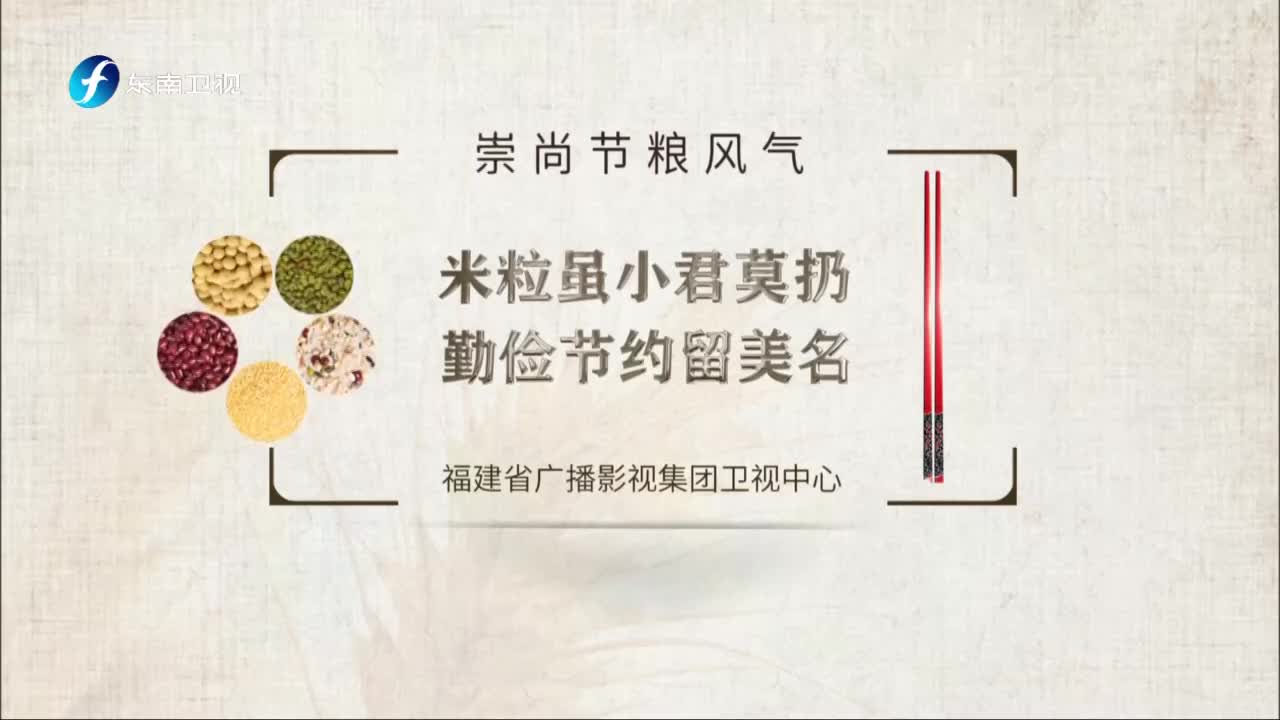 东南卫视
崇尚节粮风气
米粒虽小君莫扔
勤俭节约留美名
福建省广播影视集团卫视中心